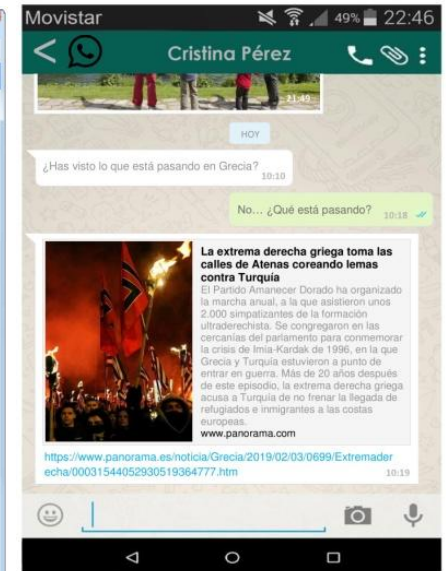 Movistar 49% 22:46
Cristina Pérez
21:49
HOY
¿Has visto lo que está pasando en Grecia?
10:10
No... ¿Qué está pasando? 10:18
La extrema derecha griega toma las
calles de Atenas coreando lemas
contra Turquía
El Partido Amanecer Dorado ha organizado
la marcha anual, a la que asistieron unos
2.000 simpatizantes de la formación
ultraderechista. Se congregaron en las
cercanías del parlamento para conmemorar
la crisis de Imia-Kardak de 1996, en la que
Grecia y Turquía estuvieron a punto de
entrar en guerra. Más de 20 años después
de este episodio, la extrema derecha griega
acusa a Turquía de no frenar la llegada de
refugiados e inmigrantes a las costas
europeas.
www.panorama.com
https://www.panorama.es/noticia/Grecia/2019/02/03/0699/Extremader
echa/00031544052930519364777.htm
10:19